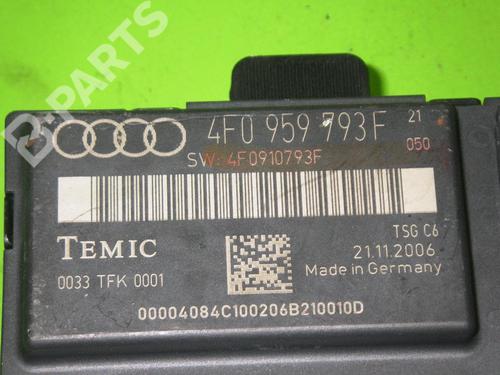 B-PARTS
4F0 959 793F 21
SW: 4F0910793F 050
TEMIC
TSG C6
21.11.2006
0033 TFK 0001
Made in Germany
00004084C100206B210010D